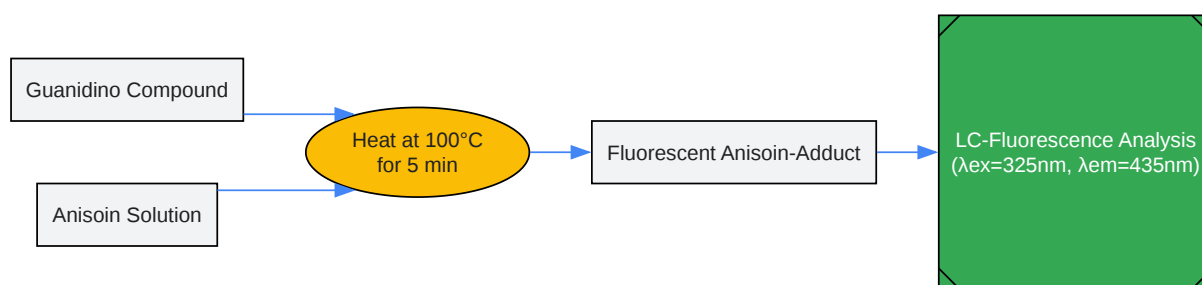 Guanidino Compound
Anisoin Solution
Heat at 100°C
for 5 min
Fluorescent Anisoin-Adduct
LC-Fluorescence Analysis
(λex=325nm, λem=435nm)